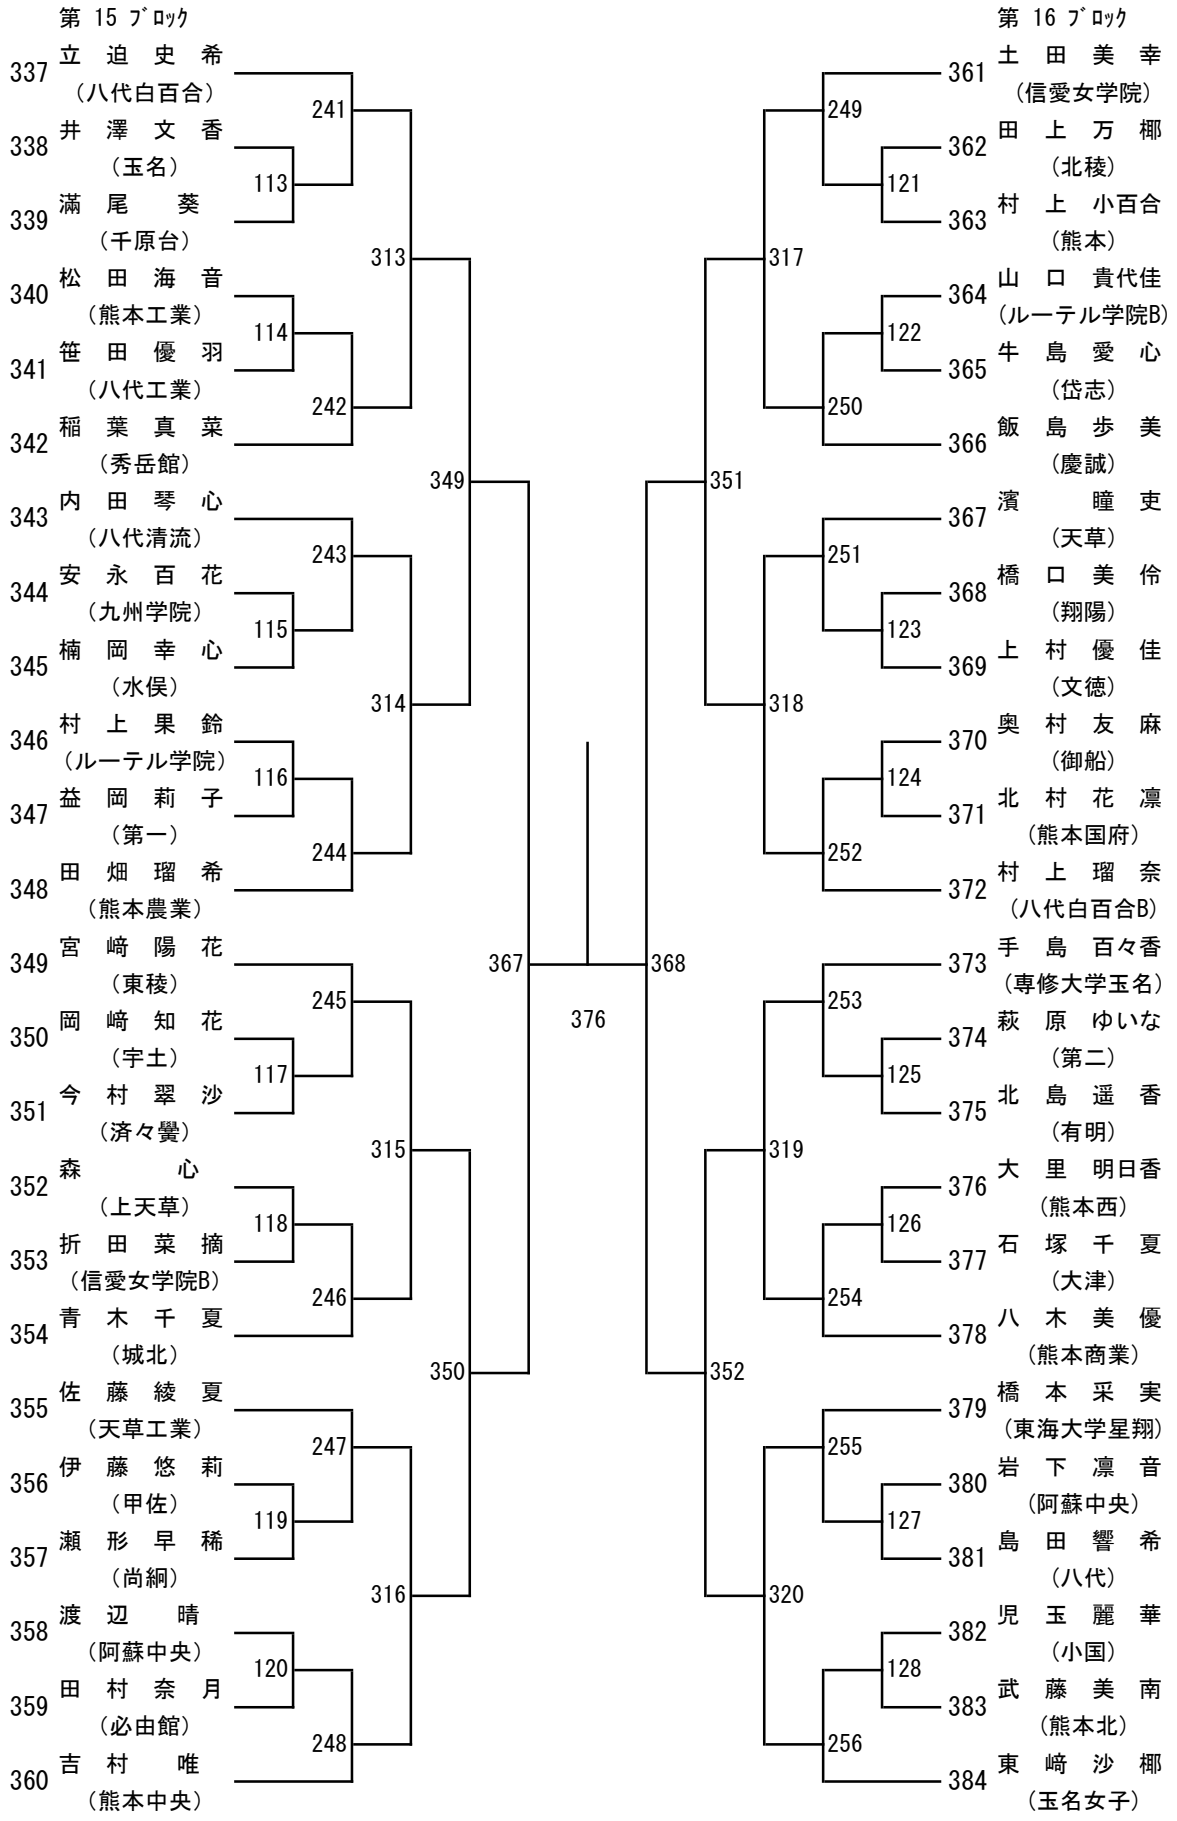 第 15 ﾌﾞﾛｯｸ
立 迫 史 希
337
(八代白百合)
241
井 澤 文 香
338
(玉名)
113
滿 尾 葵
339
(千原台)
313
松 田 海 音
340
(熊本工業)
114
笹 田 優 羽
341
(八代工業)
242
稲 葉 真 菜
342
(秀岳館)
349
内 田 琴 心
343
(八代清流)
243
安 永 百 花
344
(九州学院)
115
楠 岡 幸 心
345
(水俣)
314
村 上 果 鈴
346
(ルーテル学院)
116
益 岡 莉 子
347
(第一)
244
田 畑 瑠 希
348
(熊本農業)
367
宮 﨑 陽 花
349
(東稜)
245
岡 﨑 知 花
350
(宇土)
117
今 村 翠 沙
351
(済々黌)
315
森 心
352
(上天草)
118
折 田 菜 摘
353
(信愛女学院B)
246
青 木 千 夏
354
(城北)
350
佐 藤 綾 夏
355
(天草工業)
247
伊 藤 悠 莉
356
(甲佐)
119
瀬 形 早 稀
357
(尚絅)
316
渡 辺 晴
358
(阿蘇中央)
120
田 村 奈 月
359
(必由館)
248
吉 村 唯
360
(熊本中央)
376
第 16 ﾌﾞﾛｯｸ
土 田 美 幸
361
(信愛女学院)
249
田 上 万 椰
362
(北稜)
121
村 上 小百合
363
(熊本)
317
山 口 貴代佳
364
(ルーテル学院B)
122
牛 島 愛 心
365
(岱志)
250
飯 島 歩 美
366
(慶誠)
351
濱 瞳 吏
367
(天草)
251
橋 口 美 伶
368
(翔陽)
123
上 村 優 佳
369
(文徳)
318
奥 村 友 麻
370
(御船)
124
北 村 花 凛
371
(熊本国府)
252
村 上 瑠 奈
372
(八代白百合B)
368
手 島 百々香
373
(専修大学玉名)
253
萩 原 ゆいな
374
(第二)
125
北 島 遥 香
375
(有明)
319
大 里 明日香
376
(熊本西)
126
石 塚 千 夏
377
(大津)
254
八 木 美 優
378
(熊本商業)
352
橋 本 采 実
379
(東海大学星翔)
255
岩 下 凛 音
380
(阿蘇中央)
127
島 田 響 希
381
(八代)
320
児 玉 麗 華
382
(小国)
128
武 藤 美 南
383
(熊本北)
256
東 﨑 沙 椰
384
(玉名女子)